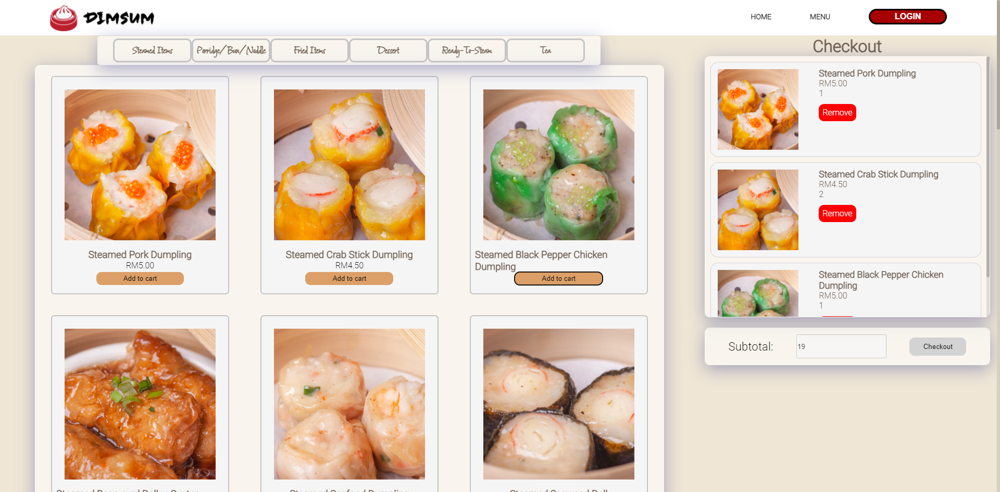 DIMSUM
HOME
MENU
LOGIN
Steamed Items
Porridge/Bun/Noddle
Fried Items
Dessert
Ready-To-Steam
Tea
Steamed Pork Dumpling
RM5.00
Add to cart
Steamed Crab Stick Dumpling
RM4.50
Add to cart
Steamed Black Pepper Chicken
Dumpling
Add to cart
Steamed Seafood Dumpling
Checkout
Steamed Pork Dumpling
RM5.00
1
Remove
Steamed Crab Stick Dumpling
RM4.50
2
Remove
Steamed Black Pepper Chicken
Dumpling
RM5.00
1
Subtotal:
19
Checkout